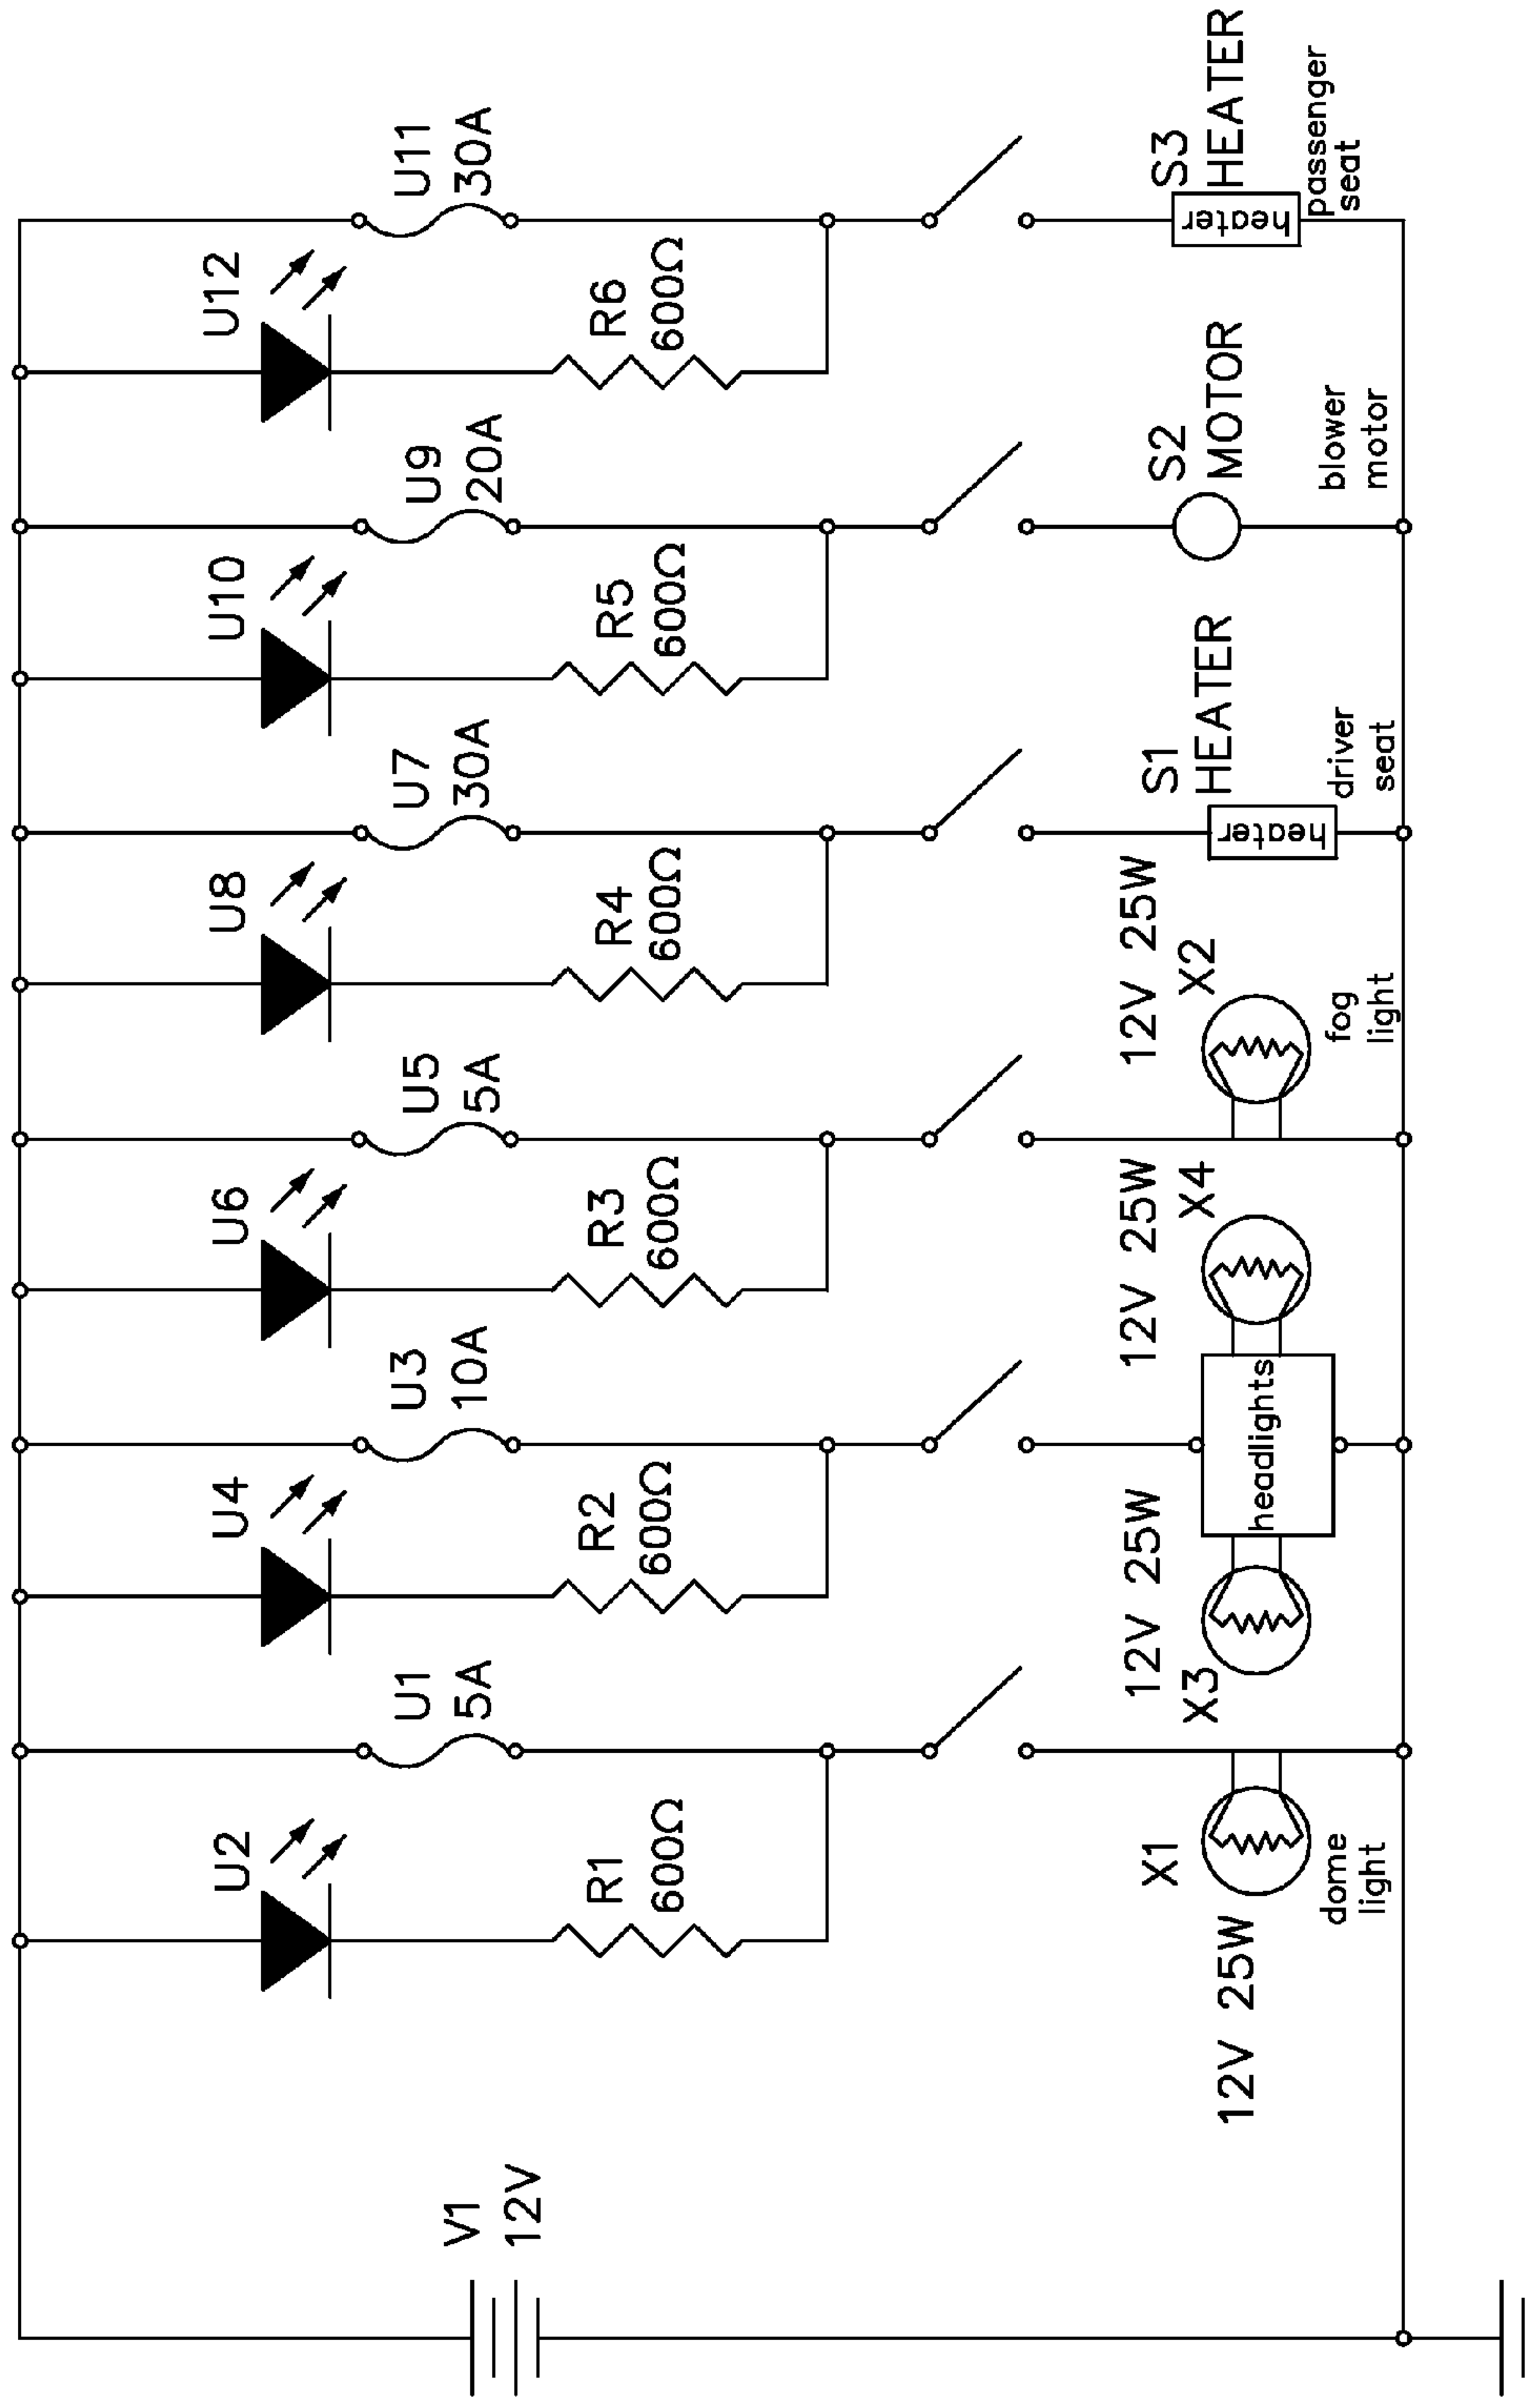 V1
12V
U2
R1
600Ω
U1
5A
X1
12V 25W
dome
light
U4
R2
600Ω
U3
10A
12V 25W
X3
headlights
12V 25W
X4
U6
R3
600Ω
U5
5A
12V 25W
X2
fog
light
U8
R4
600Ω
U7
30A
S1
HEATER
heater
driver
seat
U10
R5
600Ω
U9
20A
S2
MOTOR
blower
motor
U12
R6
600Ω
U11
30A
S3
HEATER
heater
passenger
seat